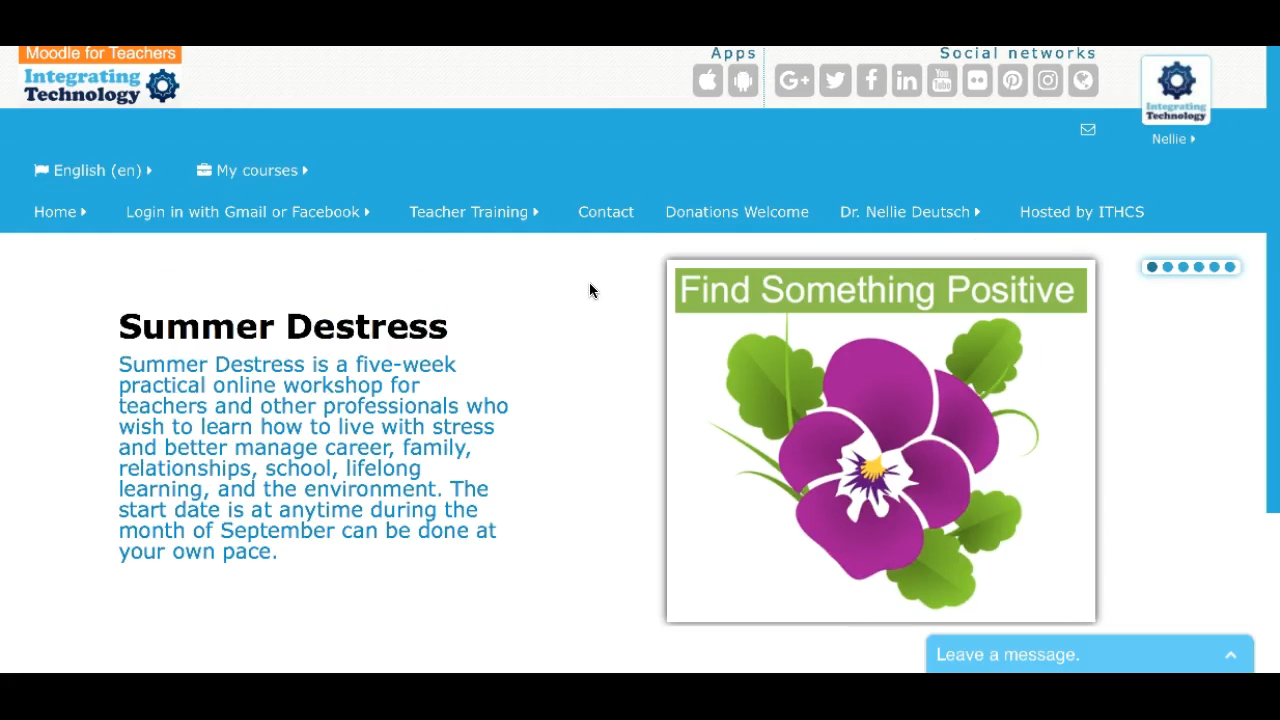 Moodle for Teachers
Integrating
Technology
Apps
Social networks
G+
in
You
Tube
Integrating
Technology
Nellie
English (en)
My courses
Home
Login in with Gmail or Facebook
Teacher Training
Contact
Donations Welcome
Dr. Nellie Deutsch
Hosted by ITHCS
Find Something Positive
Summer Destress
Summer Destress is a five-week
practical online workshop for
teachers and other professionals who
wish to learn how to live with stress
and better manage career, family,
relationships, school, lifelong
learning, and the environment. The
start date is at anytime during the
month of September can be done at
your own pace.
Leave a message.